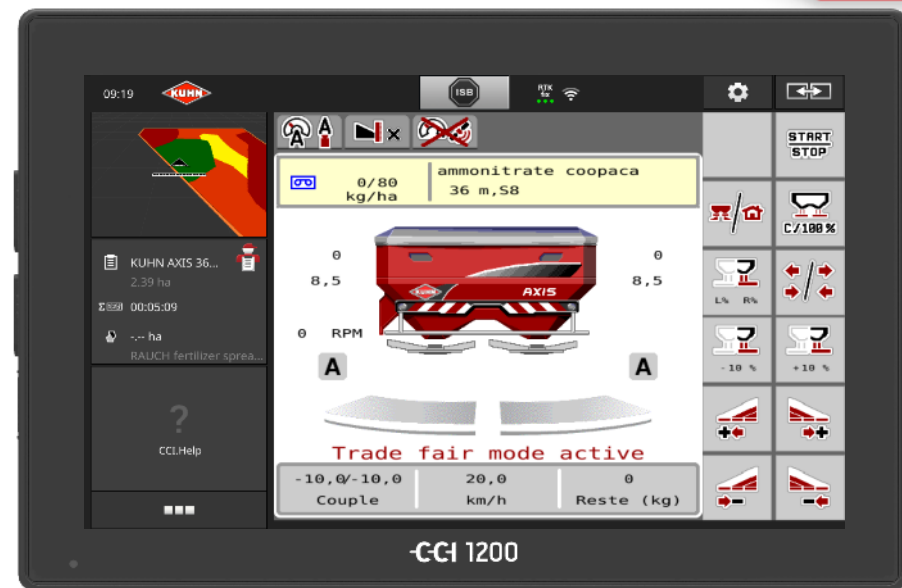 09:19
KUHN
ISB
RTK
fix
A
A
x
0/80
kg/ha
ammonitrate coopaca
36 m,S8
START
STOP
C/100 %
KUHN AXIS 36...
2.39 ha
00:05:09
-,-- ha
RAUCH fertilizer sprea...
0
0
8,5
8,5
KUHN
AXIS
0 RPM
A
A
L% R%
- 10 %
+ 10 %
?
CCI.Help
Trade fair mode active
-10,0/-10,0
20,0
0
Couple
km/h
Reste (kg)
CCI 1200